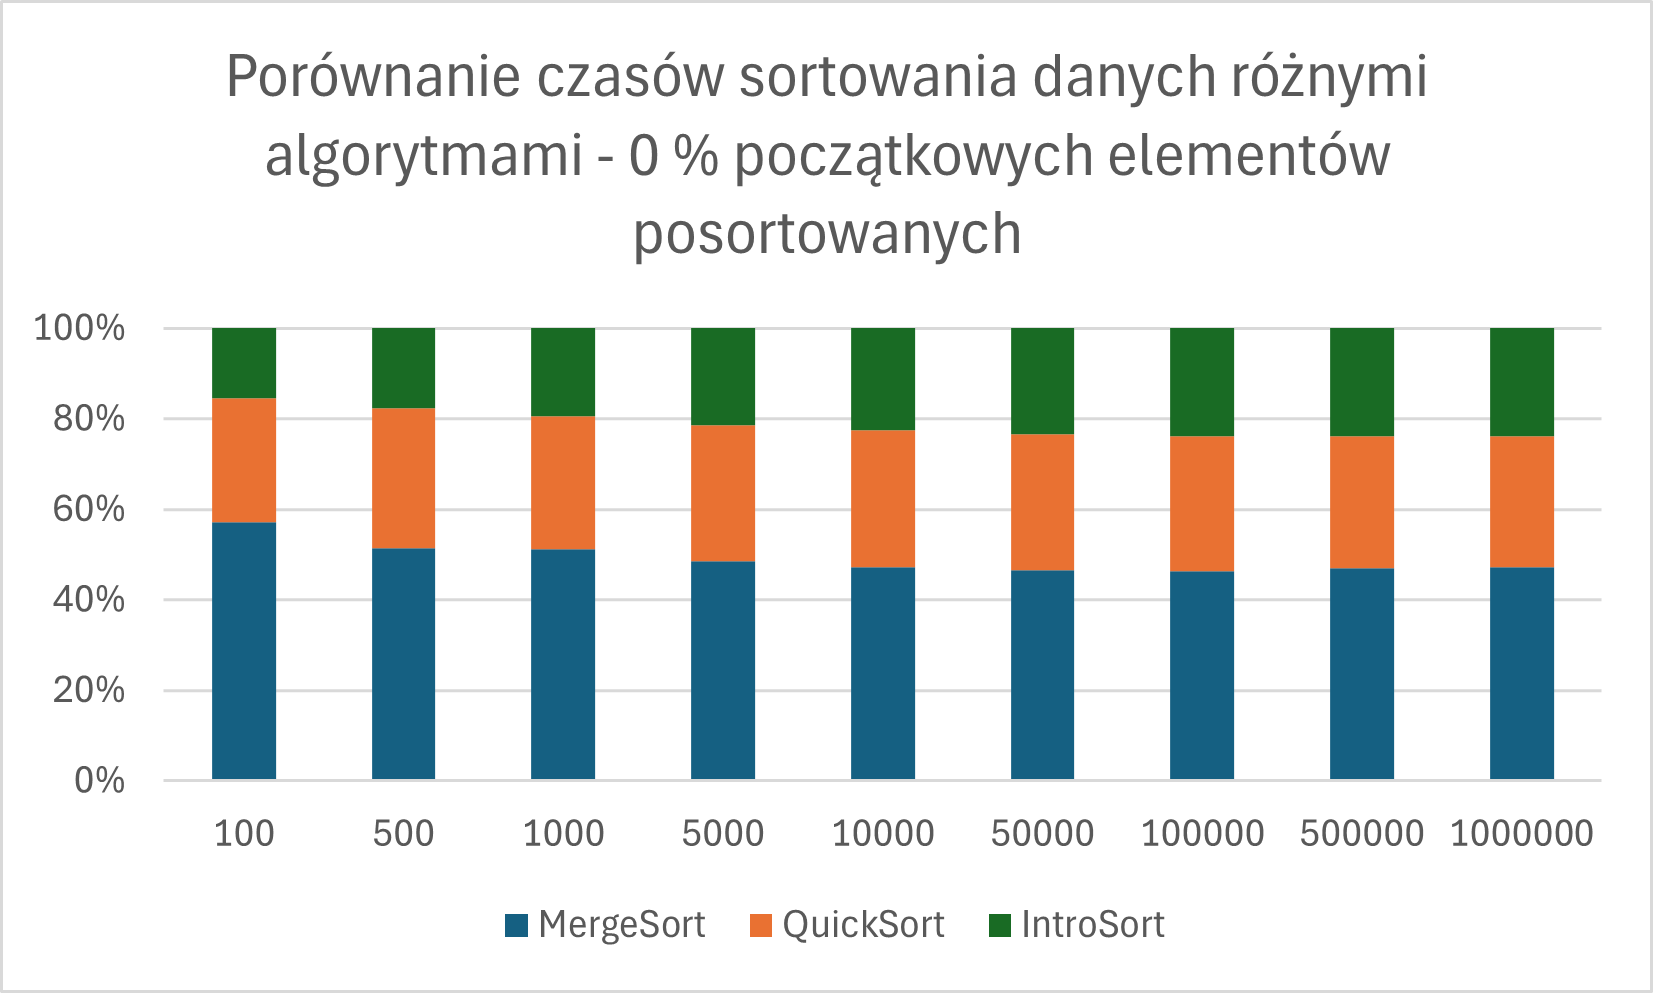 Porównanie czasów sortowania danych różnymi
algorytmami - 0 % początkowych elementów
posortowanych
100%
80%
60%
40%
20%
0%
100 500 1000 5000 10000 50000 100000 500000 1000000
MergeSort QuickSort IntroSort